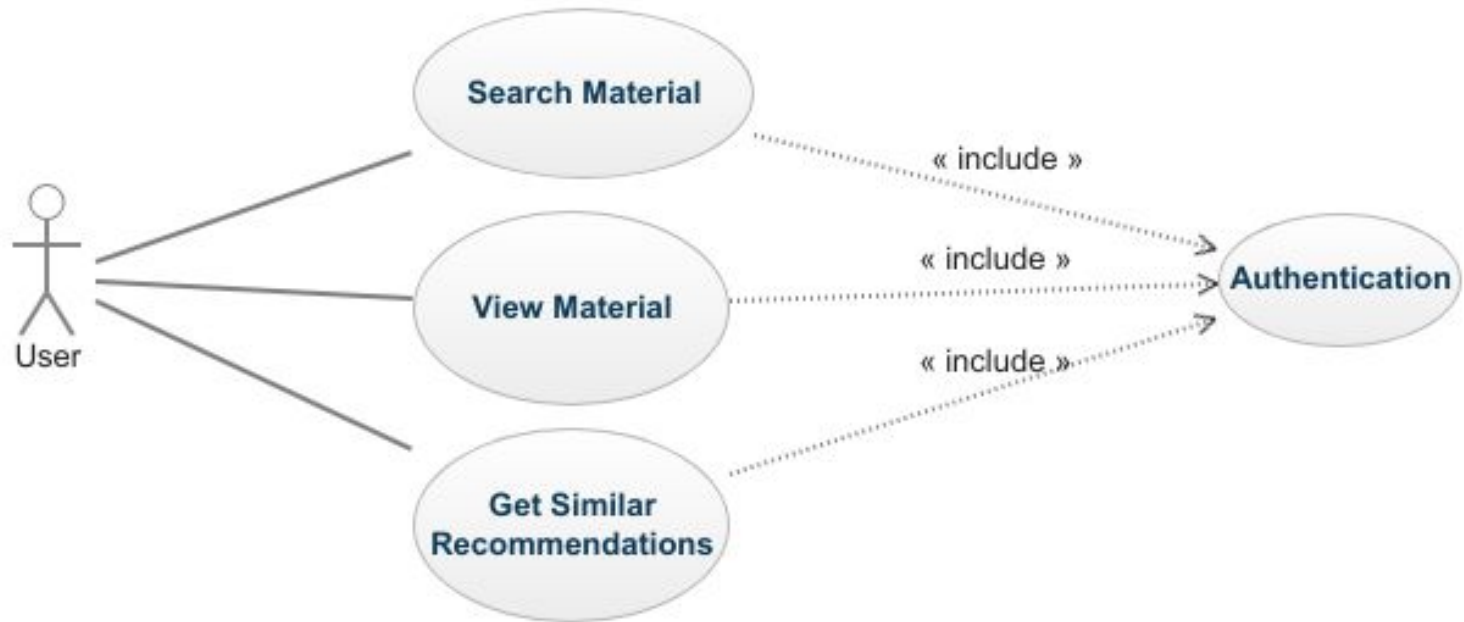 Search Material
« include »
« include »
Authentication
View Material
User
« include »
Get Similar
Recommendations